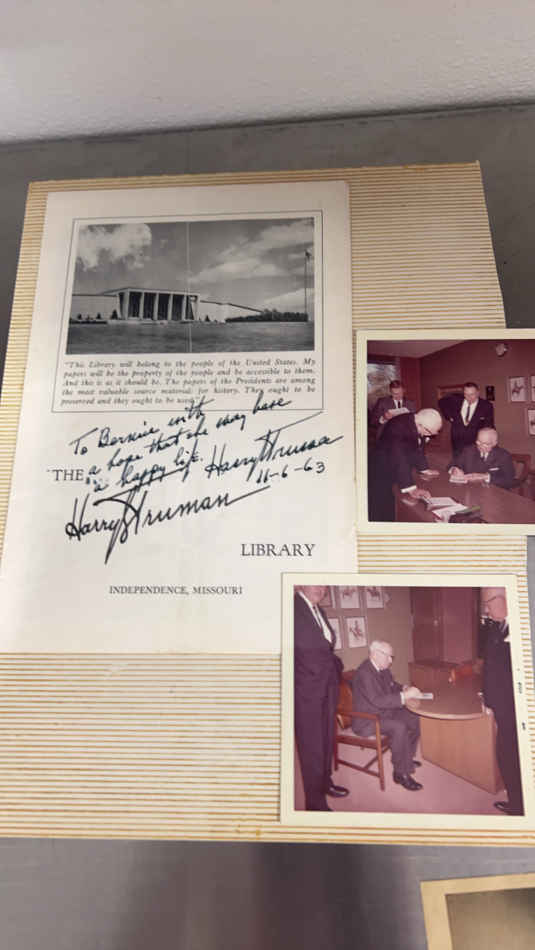 "This Library will belong to the people of the United States. My
papers will be the property of the people and be accessible to them.
And this is as it should be. The papers of the Presidents are among
the most valuable source material for history. They ought to be
preserved and they ought to be used."
To Bernice with
a hope that she may have
a happy life.
Harry Truman
11-6-63
"THE
Harry S Truman
LIBRARY
INDEPENDENCE, MISSOURI